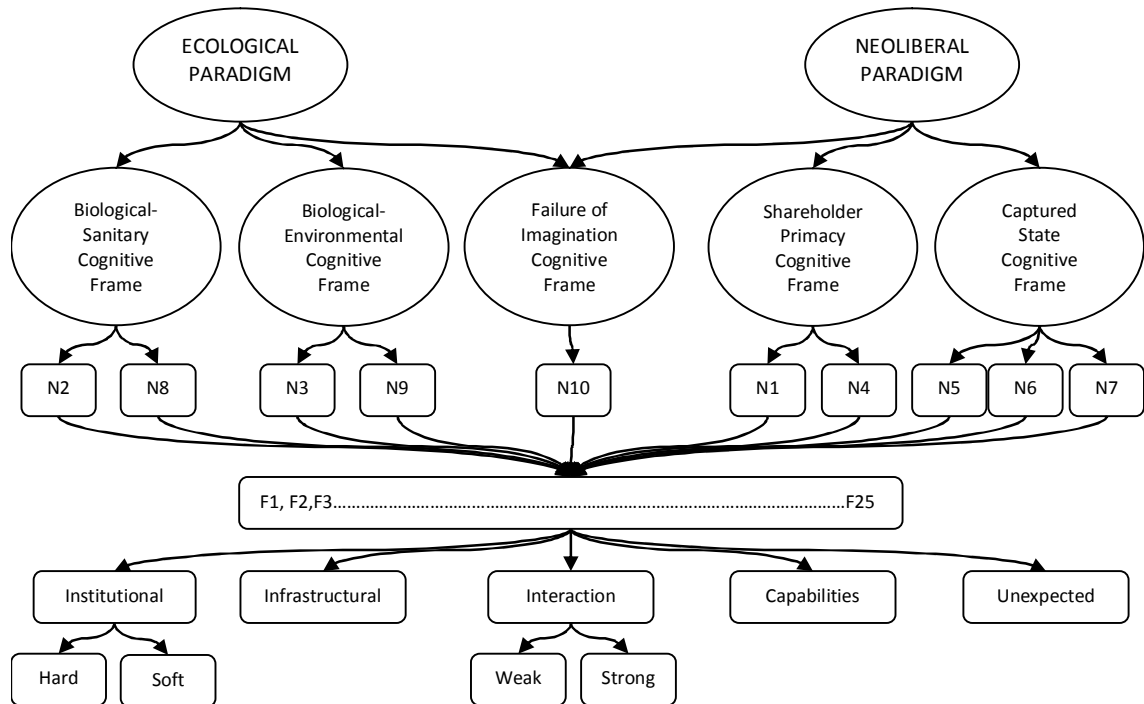 ECOLOGICAL
PARADIGM
NEOLIBERAL
PARADIGM
Biological-
Sanitary
Cognitive
Frame
Biological-
Environmental
Cognitive
Frame
Failure of
Imagination
Cognitive
Frame
Shareholder
Primacy
Cognitive
Frame
Captured
State
Cognitive
Frame
N2
N8
N3
N9
N10
N1
N4
N5
N6
N7
F1, F2,F3……………………………………………………………………………………………F25
Institutional
Infrastructural
Interaction
Capabilities
Unexpected
Hard
Soft
Weak
Strong